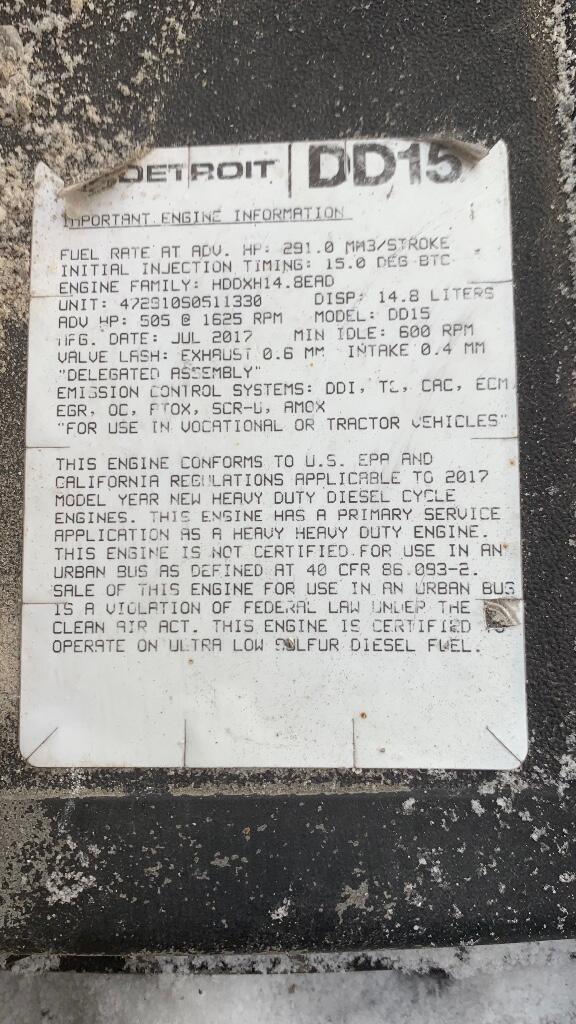 DETROIT DD15
IMPORTANT ENGINE INFORMATION
FUEL RATE AT ADV. HP: 291.0 MM3/STROKE
INITIAL INJECTION TIMING: 15.0 DEG BTC
ENGINE FAMILY: HDDXH14.8EAD
UNIT: 472910S0511330 DISP: 14.8 LITERS
ADV HP: 505 @ 1625 RPM MODEL: DD15
MFG. DATE: JUL 2017 MIN IDLE: 600 RPM
VALVE LASH: EXHAUST 0.6 MM INTAKE 0.4 MM
"DELEGATED ASSEMBLY"
EMISSION CONTROL SYSTEMS: DDI, TC, CAC, ECM,
EGR, OC, PTOX, SCR-U, AMOX
"FOR USE IN VOCATIONAL OR TRACTOR VEHICLES"
THIS ENGINE CONFORMS TO U.S. EPA AND
CALIFORNIA REGULATIONS APPLICABLE TO 2017
MODEL YEAR NEW HEAVY DUTY DIESEL CYCLE
ENGINES. THIS ENGINE HAS A PRIMARY SERVICE
APPLICATION AS A HEAVY HEAVY DUTY ENGINE.
THIS ENGINE IS NOT CERTIFIED FOR USE IN AN
URBAN BUS AS DEFINED AT 40 CFR 86.093-2.
SALE OF THIS ENGINE FOR USE IN AN URBAN BUS
IS A VIOLATION OF FEDERAL LAW UNDER THE
CLEAN AIR ACT. THIS ENGINE IS CERTIFIED TO
OPERATE ON ULTRA LOW SULFUR DIESEL FUEL.